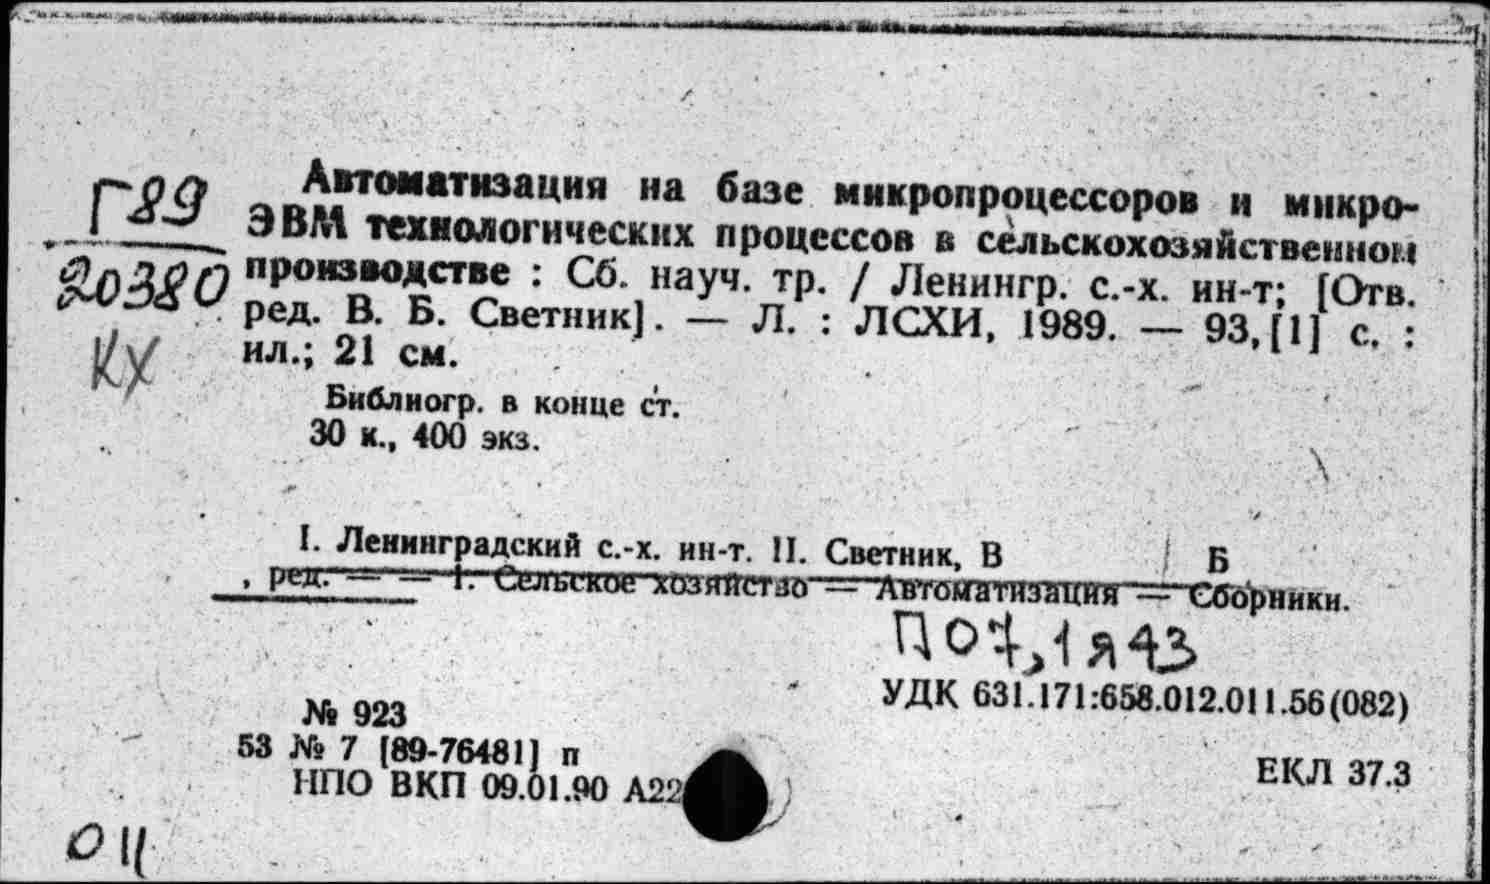 Г89
20380
КХ
Автоматизация на базе микропроцессоров и микро-
ЭВМ технологических процессов в сельскохозяйственном
производстве : Сб. науч. тр. / Ленингр. с.-х. ин-т; [Отв.
ред. В. Б. Светник]. — Л. : ЛСХИ, 1989. — 93,[1] с. :
ил.; 21 см.
Библиогр. в конце ст.
30 к., 400 экз.
I. Ленинградский с.-х. ин-т. II. Светник, В Б
, ред. — — 1. Сельское хозяйство — Автоматизация — Сборники.
П07,1я43
УДК 631.171:658.012.011.56(082)
№ 923
53 № 7 [89-76481] п
НПО ВКП 09.01.90 А22
ЕКЛ 37.3